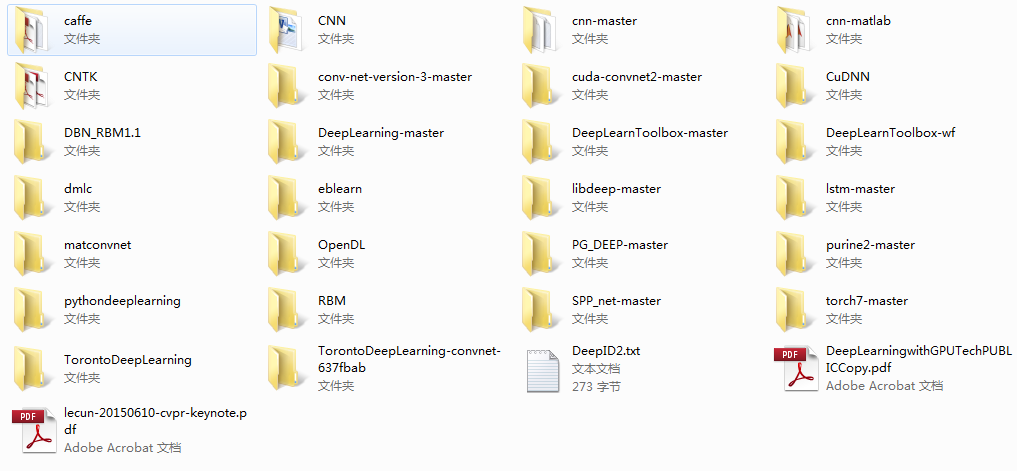 caffe
文件夹
CNN
文件夹
cnn-master
文件夹
cnn-matlab
文件夹
CNTK
文件夹
conv-net-version-3-master
文件夹
cuda-convnet2-master
文件夹
CuDNN
文件夹
DBN_RBM1.1
文件夹
DeepLearning-master
文件夹
DeepLearnToolbox-master
文件夹
DeepLearnToolbox-wf
文件夹
dmlc
文件夹
eblearn
文件夹
libdeep-master
文件夹
lstm-master
文件夹
matconvnet
文件夹
OpenDL
文件夹
PG_DEEP-master
文件夹
purine2-master
文件夹
pythondeeplearning
文件夹
RBM
文件夹
SPP_net-master
文件夹
torch7-master
文件夹
TorontoDeepLearning
文件夹
TorontoDeepLearning-convnet-
637fbab
文件夹
DeepID2.txt
文本文档
273 字节
PDF
DeepLearningwithGPUTechPUBL
ICCopy.pdf
Adobe Acrobat 文档
PDF
lecun-20150610-cvpr-keynote.p
df
Adobe Acrobat 文档